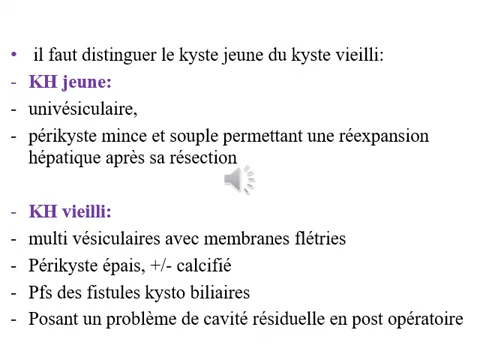 • il faut distinguer le kyste jeune du kyste vieilli:
- KH jeune:
- univésiculaire,
- périkyste mince et souple permettant une réexpansion
hépatique après sa résection
- KH vieilli:
- multi vésiculaires avec membranes flétries
- Périkyste épais, +/- calcifié
- Pfs des fistules kysto biliaires
- Posant un problème de cavité résiduelle en post opératoire